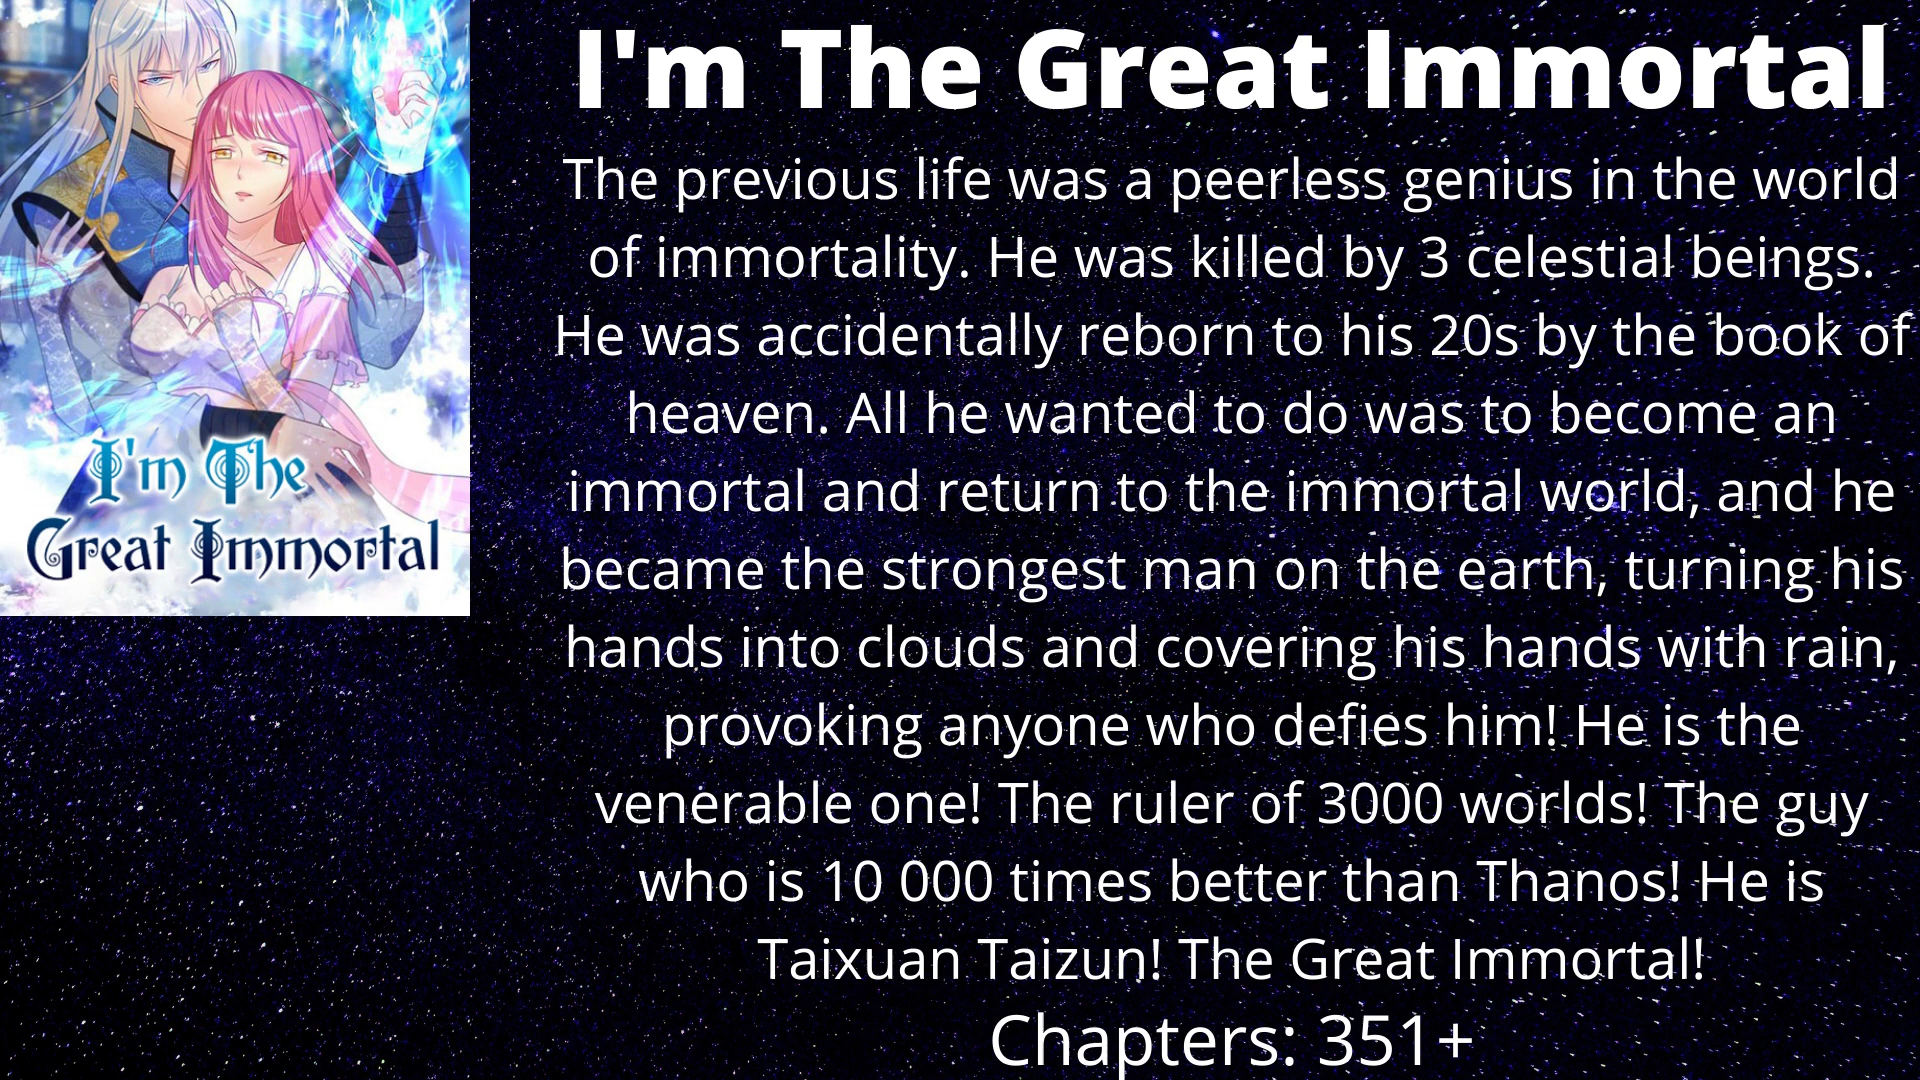 I'm The
Great Immortal
I'm The Great Immortal
The previous life was a peerless genius in the world
of immortality. He was killed by 3 celestial beings.
He was accidentally reborn to his 20s by the book of
heaven. All he wanted to do was to become an
immortal and return to the immortal world, and he
became the strongest man on the earth, turning his
hands into clouds and covering his hands with rain,
provoking anyone who defies him! He is the
venerable one! The ruler of 3000 worlds! The guy
who is 10 000 times better than Thanos! He is
Taixuan Taizun! The Great Immortal!
Chapters: 351+